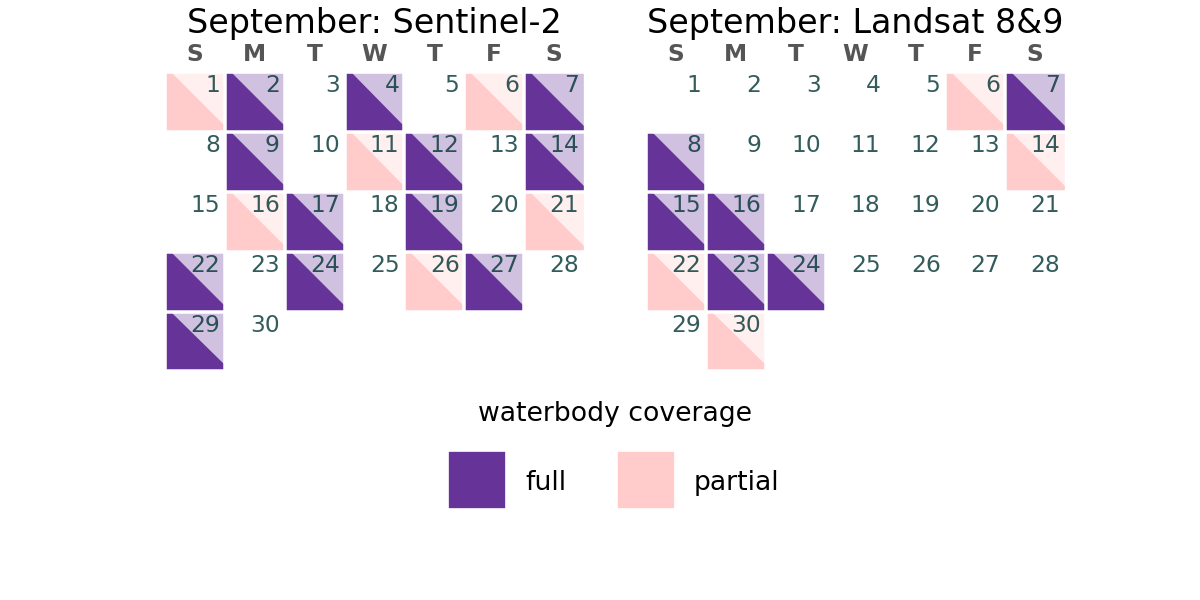 September: Sentinel-2
S M T W T F S
1 2 3 4 5 6 7
8 9 10 11 12 13 14
15 16 17 18 19 20 21
22 23 24 25 26 27 28
29 30
September: Landsat 8&9
S M T W T F S
1 2 3 4 5 6 7
8 9 10 11 12 13 14
15 16 17 18 19 20 21
22 23 24 25 26 27 28
29 30
waterbody coverage
full partial